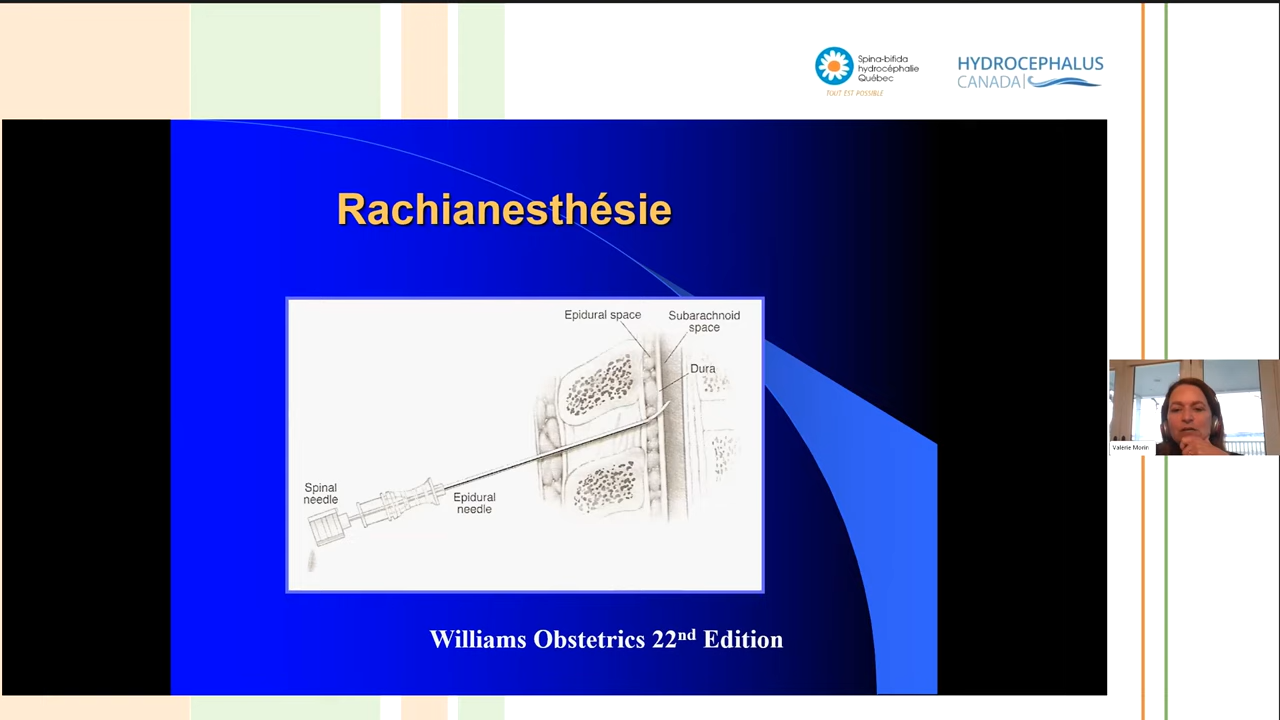 Spina-bifida
hydrocéphalie
Québec
TOUT EST POSSIBLE
HYDROCEPHALUS
CANADA
Rachianesthésie
Epidural space
Subarachnoid
space
Dura
Spinal
needle
Epidural
needle
Williams Obstetrics 22nd Edition
Valérie Morin